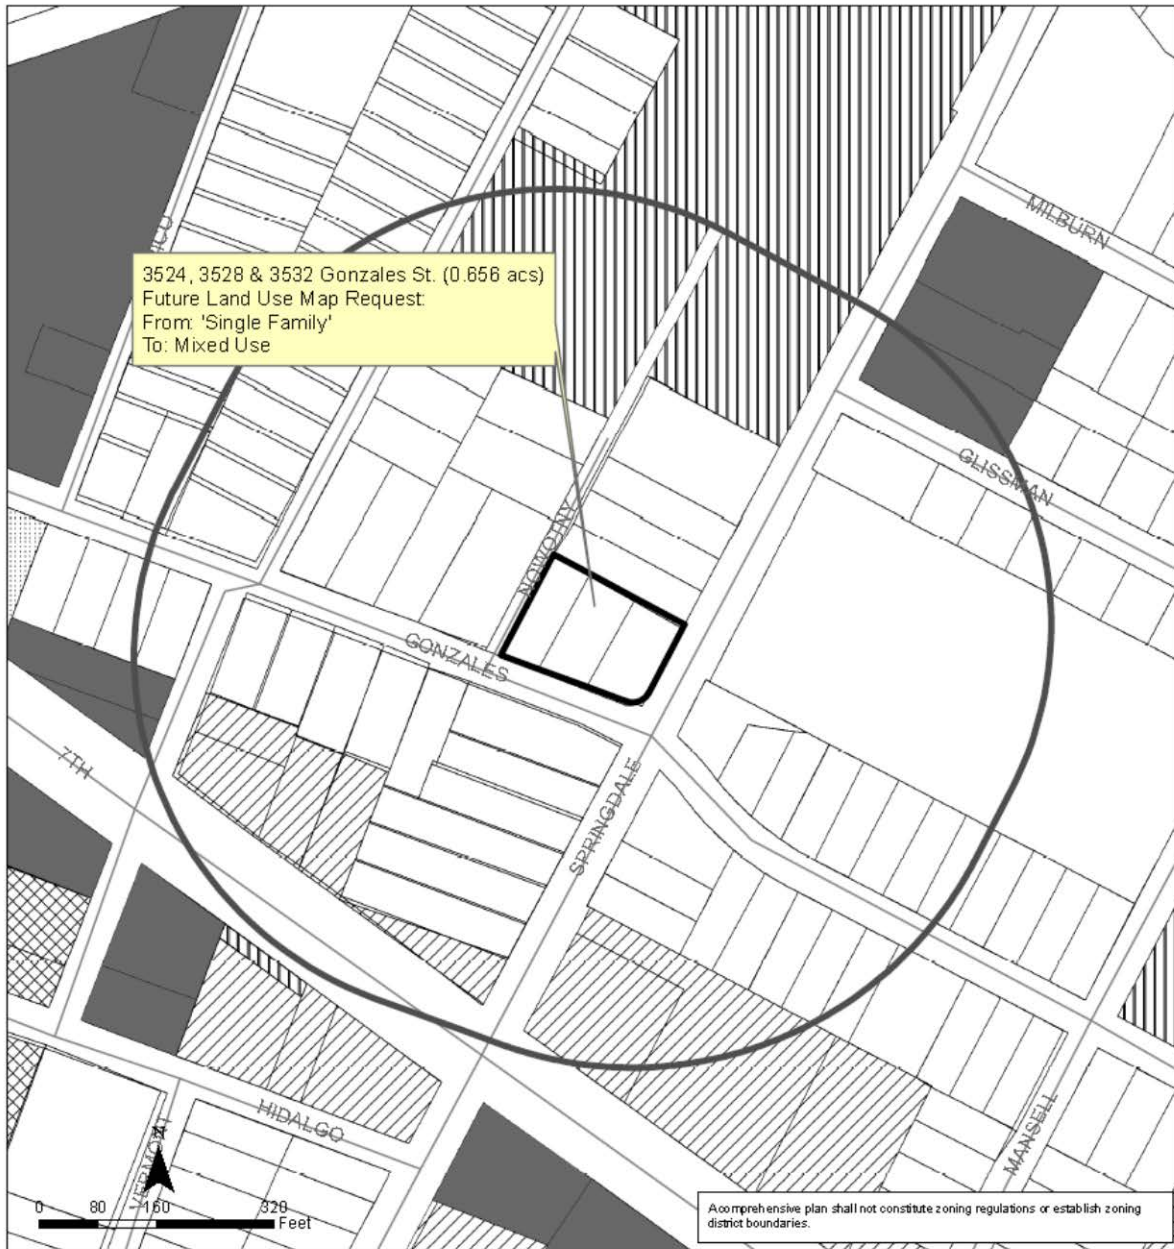 MILBURN
3524, 3528 & 3532 Gonzales St. (0.656 acs)
Future Land Use Map Request:
From: 'Single Family'
To: Mixed Use
GLISSMAN
GONZALES
7TH
SPRINGDALE
HIDALGO
VERMONT
MANSELL
N
0 80 160 320
Feet
Acomprehensive plan shall not constitute zoning regulations or establish zoning
district boundaries.